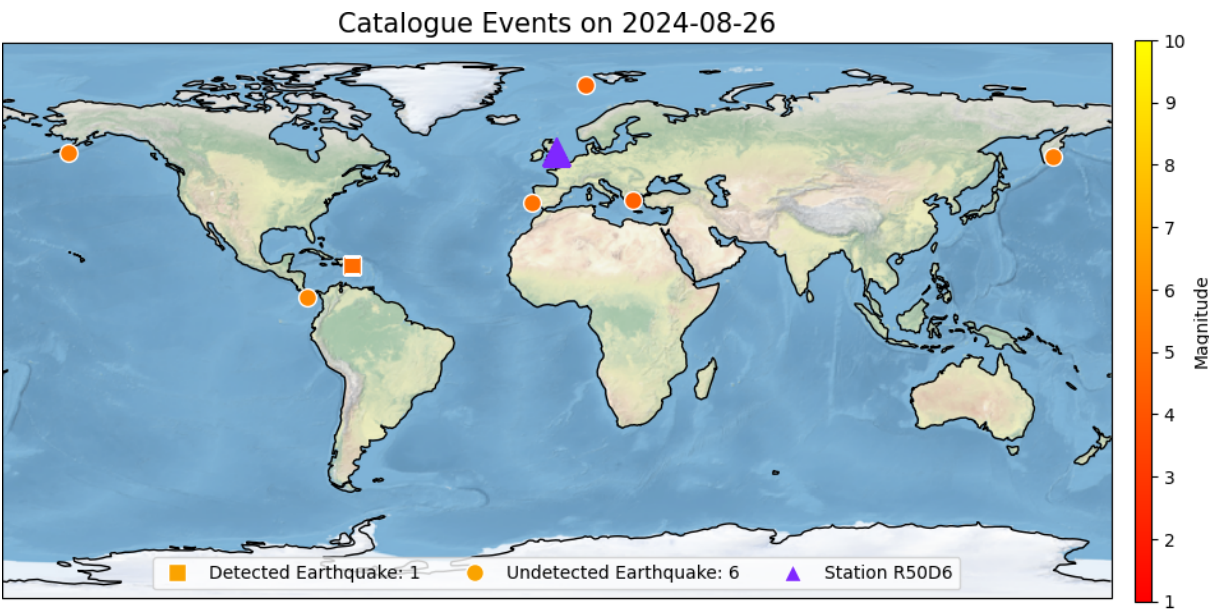 Catalogue Events on 2024-08-26
10
9
8
7
6
5
4
3
2
1
Magnitude
Detected Earthquake: 1
Undetected Earthquake: 6
Station R50D6